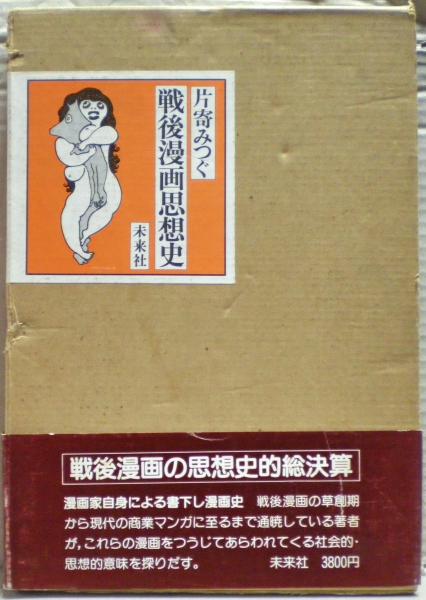 片寄みつぐ
戦後漫画思想史
未来社
戦後漫画の思想史的総決算
漫画家自身による書下し漫画史　戦後漫画の草創期
から現代の商業マンガに至るまで通暁している著者
が，これらの漫画をつうじてあらわれてくる社会的・
思想的意味を探りだす。　未来社　3800円